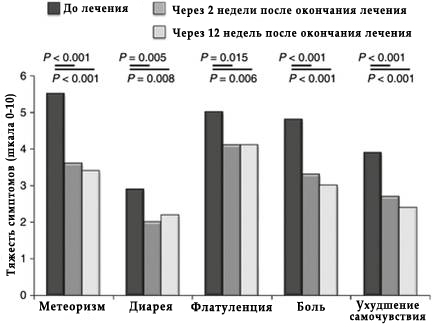 До лечения
Через 2 недели после окончания лечения
Через 12 недель после окончания лечения
P < 0.001 P = 0.005 P = 0.015 P < 0.001 P < 0.001
P < 0.001 P = 0.008 P = 0.006 P < 0.001 P < 0.001
Тяжесть симптомов (шкала 0-10)
6
5
4
3
2
1
0
Метеоризм Диарея Флатуленция Боль Ухудшение
самочувствия